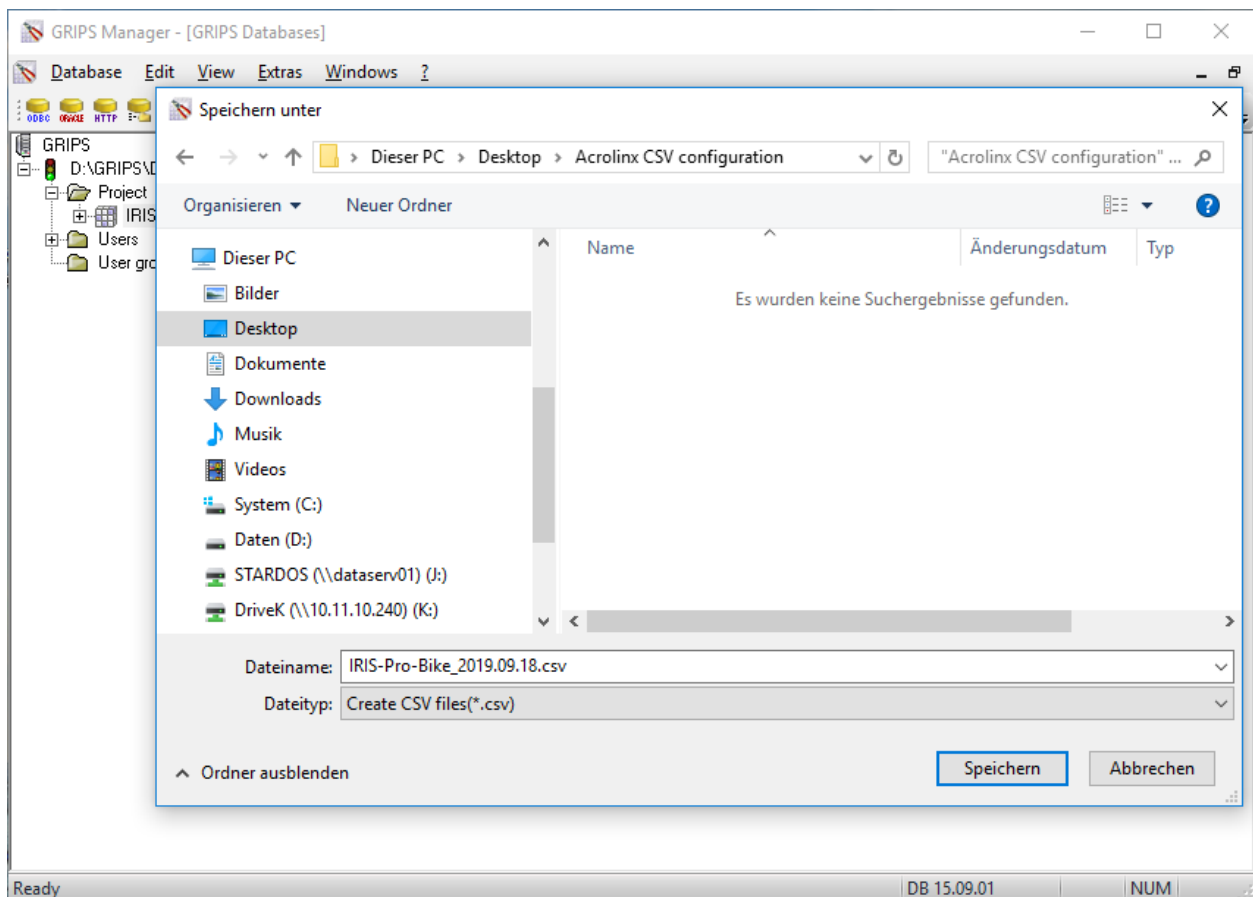 GRIPS Manager - [GRIPS Databases]
Database Edit View Extras Windows ?
ODBC ORACLE HTTP
Speichern unter
Dieser PC > Desktop > Acrolinx CSV configuration
"Acrolinx CSV configuration" ...
Organisieren Neuer Ordner
GRIPS
D:\GRIPS\D
Project
IRIS
Users
User gro
Dieser PC
Bilder
Desktop
Dokumente
Downloads
Musik
Videos
System (C:)
Daten (D:)
STARDOS (\\dataserv01) (J:)
DriveK (\\10.11.10.240) (K:)
Name Änderungsdatum Typ
Es wurden keine Suchergebnisse gefunden.
Dateiname: IRIS-Pro-Bike_2019.09.18.csv
Dateityp: Create CSV files(*.csv)
Ordner ausblenden
Speichern Abbrechen
Ready DB 15.09.01 NUM